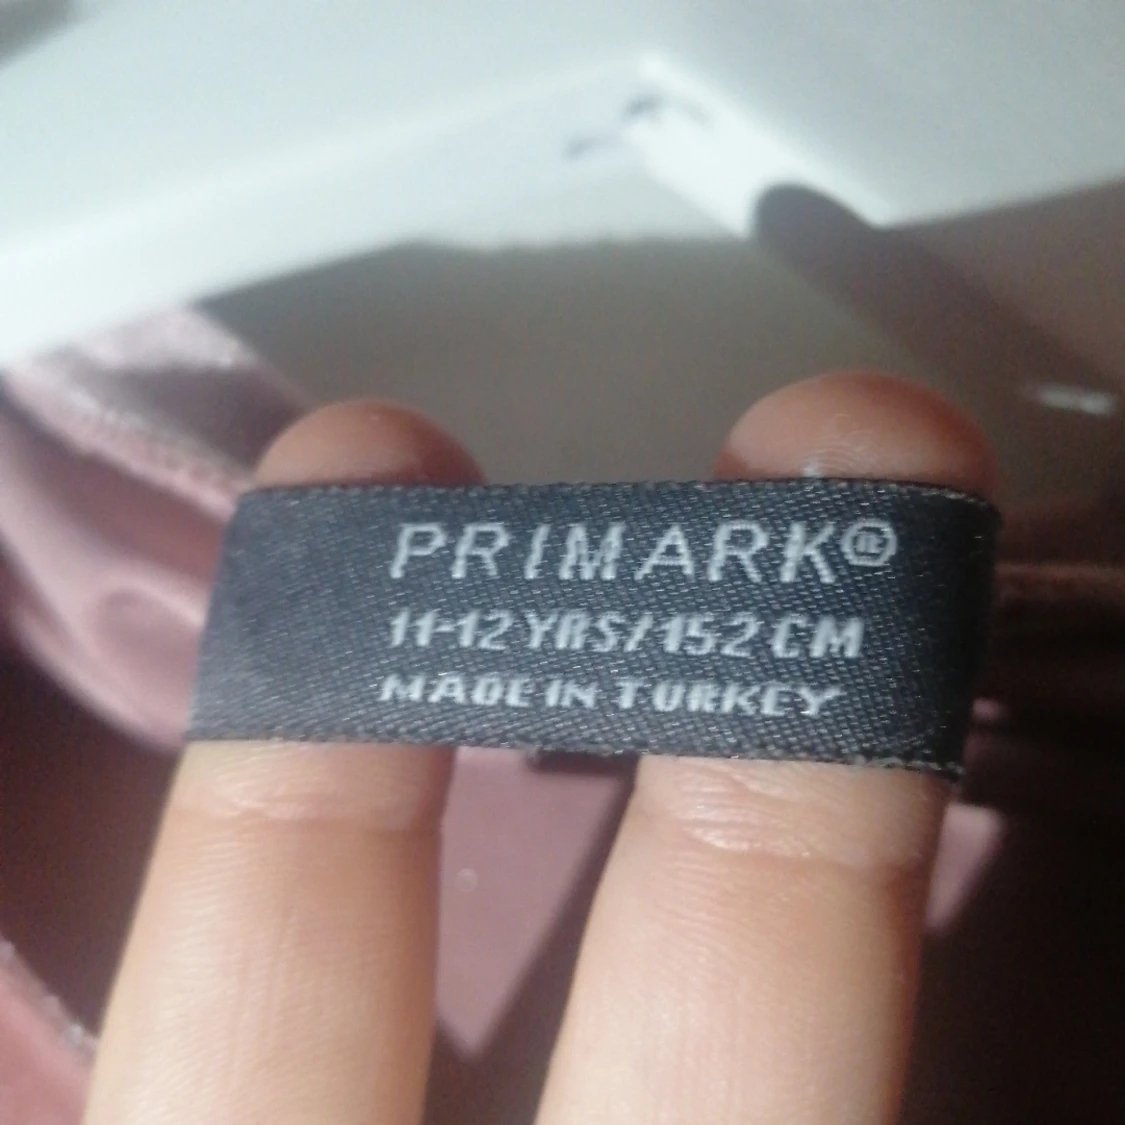 PRIMARK®
11-12 YRS/152 CM
MADE IN TURKEY